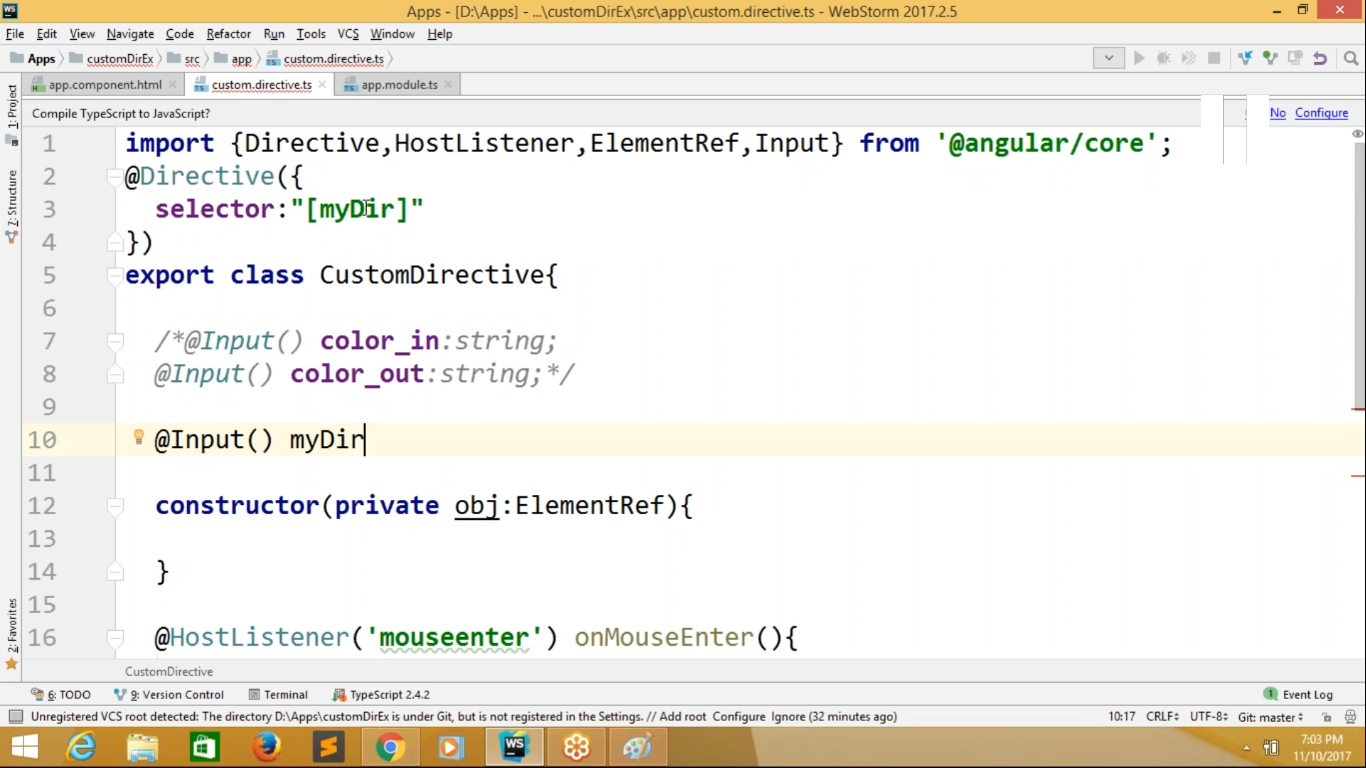 WS
Apps - [D:\Apps] - ...\customDirEx\src\app\custom.directive.ts - WebStorm 2017.2.5
File Edit View Navigate Code Refactor Run Tools VCS Window Help
Apps customDirEx src app custom.directive.ts
app.component.html custom.directive.ts app.module.ts
1: Project
7: Structure
2: Favorites
Compile TypeScript to JavaScript? No Configure
1 import {Directive,HostListener,ElementRef,Input} from '@angular/core';
2 @Directive({
3 selector:"[myDir]"
4 })
5 export class CustomDirective{
6
7 /*@Input() color_in:string;
8 @Input() color_out:string;*/
9
10 @Input() myDir
11
12 constructor(private obj:ElementRef){
13
14 }
15
16 @HostListener('mouseenter') onMouseEnter(){
CustomDirective
6: TODO 9: Version Control Terminal TypeScript 2.4.2 1 Event Log
Unregistered VCS root detected: The directory D:\Apps\customDirEx is under Git, but is not registered in the Settings. // Add root Configure Ignore (32 minutes ago) 10:17 CRLF UTF-8 Git: master
WS
7:03 PM
11/10/2017